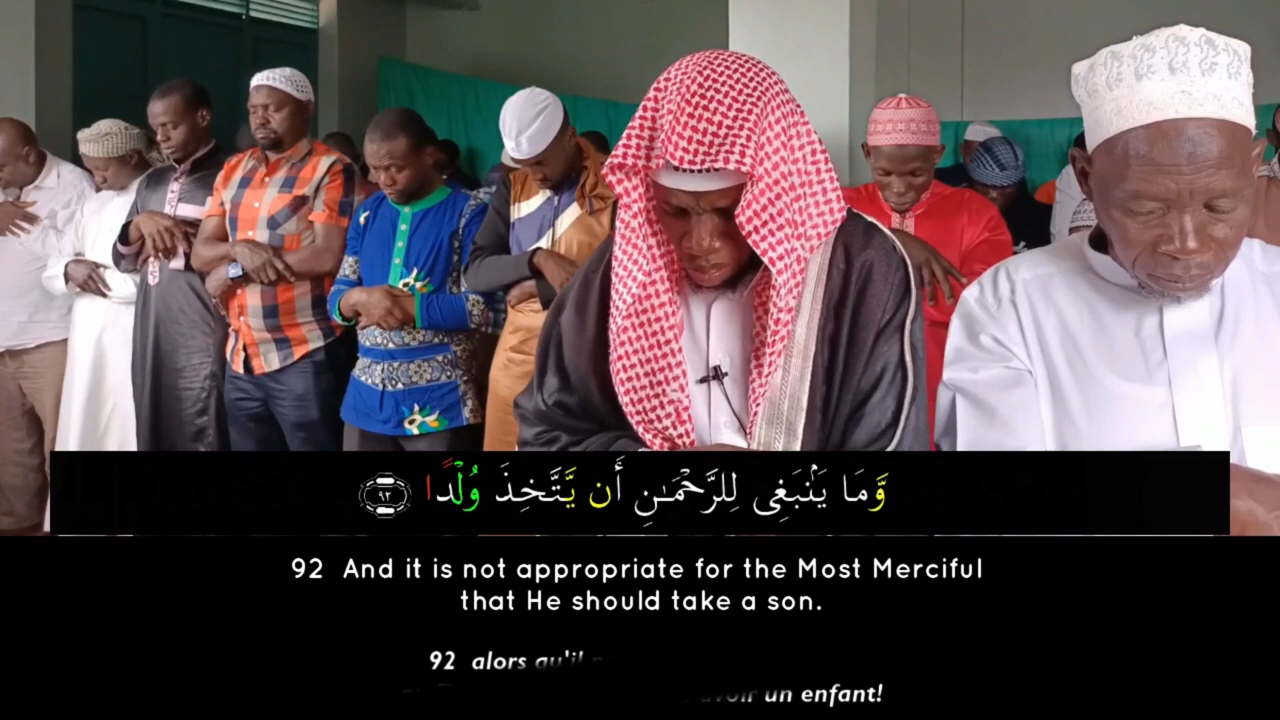 وَّمَا يَنۢبَغِى لِلرَّحْمَـٰنِ أَن يَّتَّخِذَ وُلْدًا ٩٢
92 And it is not appropriate for the Most Merciful
that He should take a son.
92 alors qu'il
avoir un enfant!